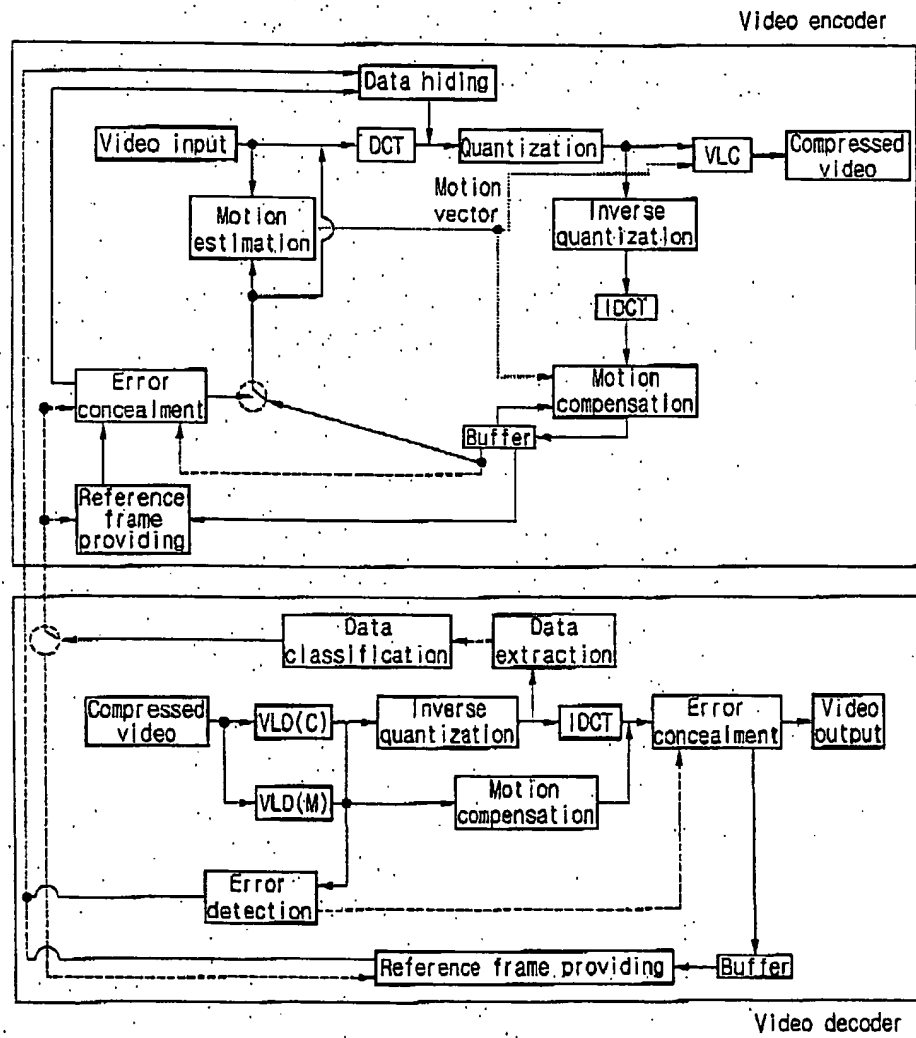 Video encoder
Data hiding
Video input
DCT
Quantization
VLC
Compressed
video
Motion
vector
Motion
estimation
Inverse
quantization
IDCT
Error
concealment
Motion
compensation
Buffer
Reference
frame
providing
Data
classification
Data
extraction
Compressed
video
VLD(C)
Inverse
quantization
IDCT
Error
concealment
Video
output
VLD(M)
Motion
compensation
Error
detection
Reference frame providing
Buffer
Video decoder